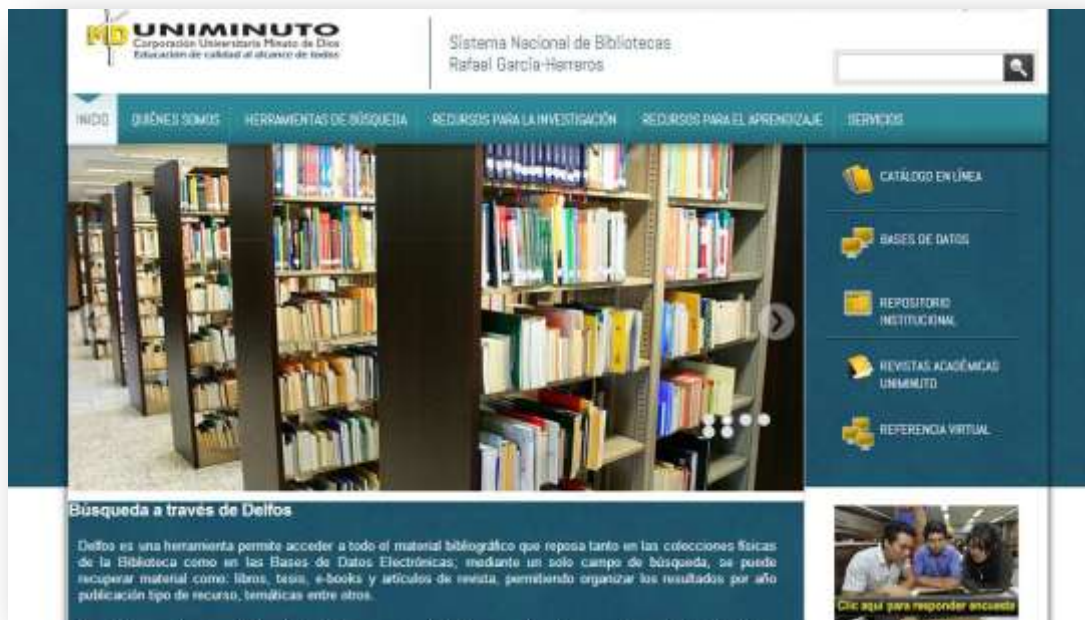 UNIMINUTO
Corporación Universitaria Minuto de Dios
Educación de calidad al alcance de todos
Sistema Nacional de Bibliotecas
Rafael García-Herreros
INICIO
QUIÉNES SOMOS
HERRAMIENTAS DE BÚSQUEDA
RECURSOS PARA LA INVESTIGACIÓN
RECURSOS PARA EL APRENDIZAJE
SERVICIOS
CATÁLOGO EN LÍNEA
BASES DE DATOS
REPOSITORIO
INSTITUCIONAL
REVISTAS ACADÉMICAS
UNIMINUTO
REFERENCIA VIRTUAL
Búsqueda a través de Delfos
Delfos es una herramienta permite acceder a todo el material bibliográfico que reposa tanto en las colecciones físicas
de la Biblioteca como en las Bases de Datos Electrónicas; mediante un solo campo de búsqueda, se puede
recuperar material como: libros, tesis, e-books y artículos de revista, permitiendo organizar los resultados por año
publicación tipo de recurso, temáticas entre otros.
Clic aquí para responder encuesta